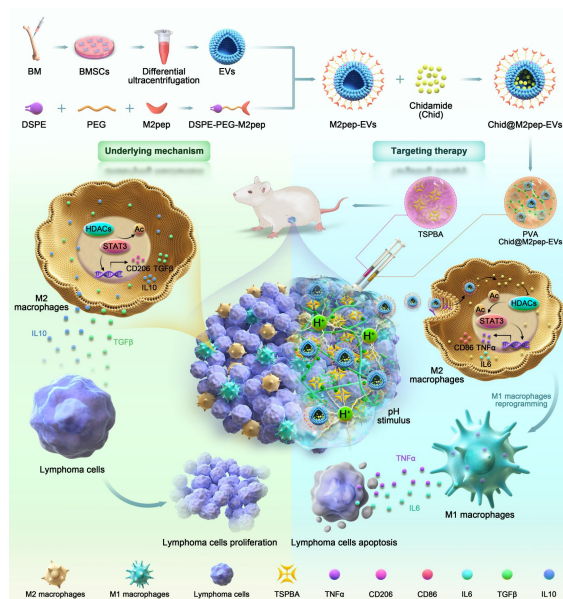 BM
BMSCs
Differential
ultracentrifugation
EVs
DSPE
PEG
M2pep
DSPE-PEG-M2pep
M2pep-EVs
Chidamide
(Chid)
Chid@M2pep-EVs
Underlying mechanism
Targeting therapy
TSPBA
PVA
Chid@M2pep-EVs
HDACs
Ac
STAT3
CD206 TGFβ
IL10
M2
macrophages
IL10
TGFβ
Lymphoma cells
Lymphoma cells proliferation
H+
H+
H+
pH
stimulus
Ac
Ac
HDACs
STAT3
CD86 TNFα
IL6
M2
macrophages
M1 macrophages
reprogramming
TNFα
IL6
M1 macrophages
Lymphoma cells apoptosis
M2 macrophages
M1 macrophages
Lymphoma cells
TSPBA
TNFα
CD206
CD86
IL6
TGFβ
IL10